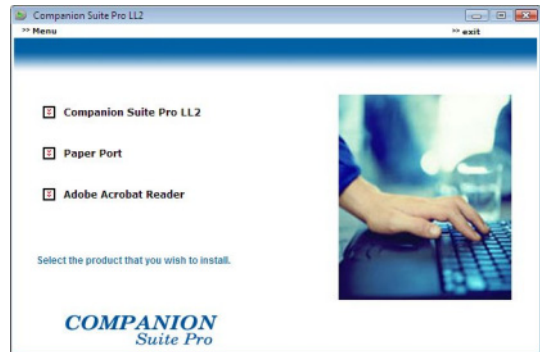 Companion Suite Pro LL2
>> Menu >> exit
Companion Suite Pro LL2
Paper Port
Adobe Acrobat Reader
Select the product that you wish to install.
COMPANION
Suite Pro